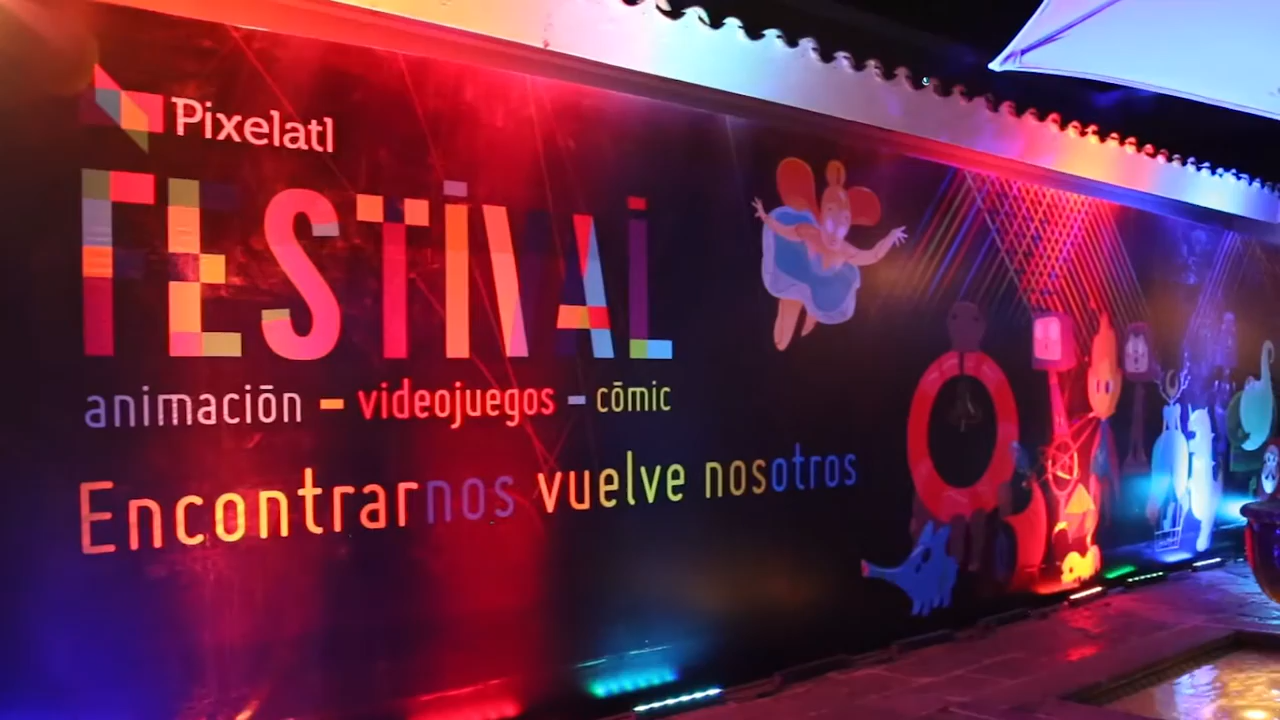 Pixelatl
FESTIVAL
animación - videojuegos - cōmic
Encontrarnos vuelve nosotros